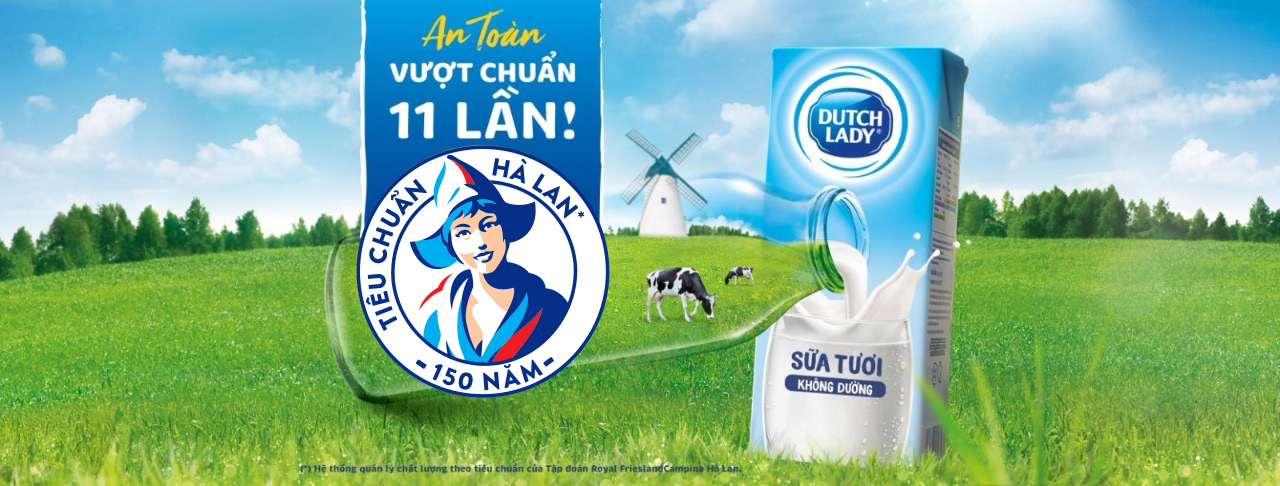 An Toàn
VƯỢT CHUẨN
11 LẦN!
TIÊU CHUẨN HÀ LAN*
- 150 NĂM -
DUTCH
LADY®
SỮA TƯƠI
KHÔNG ĐƯỜNG
(*) Hệ thống quản lý chất lượng theo tiêu chuẩn của Tập đoàn Royal FrieslandCampina Hà Lan.